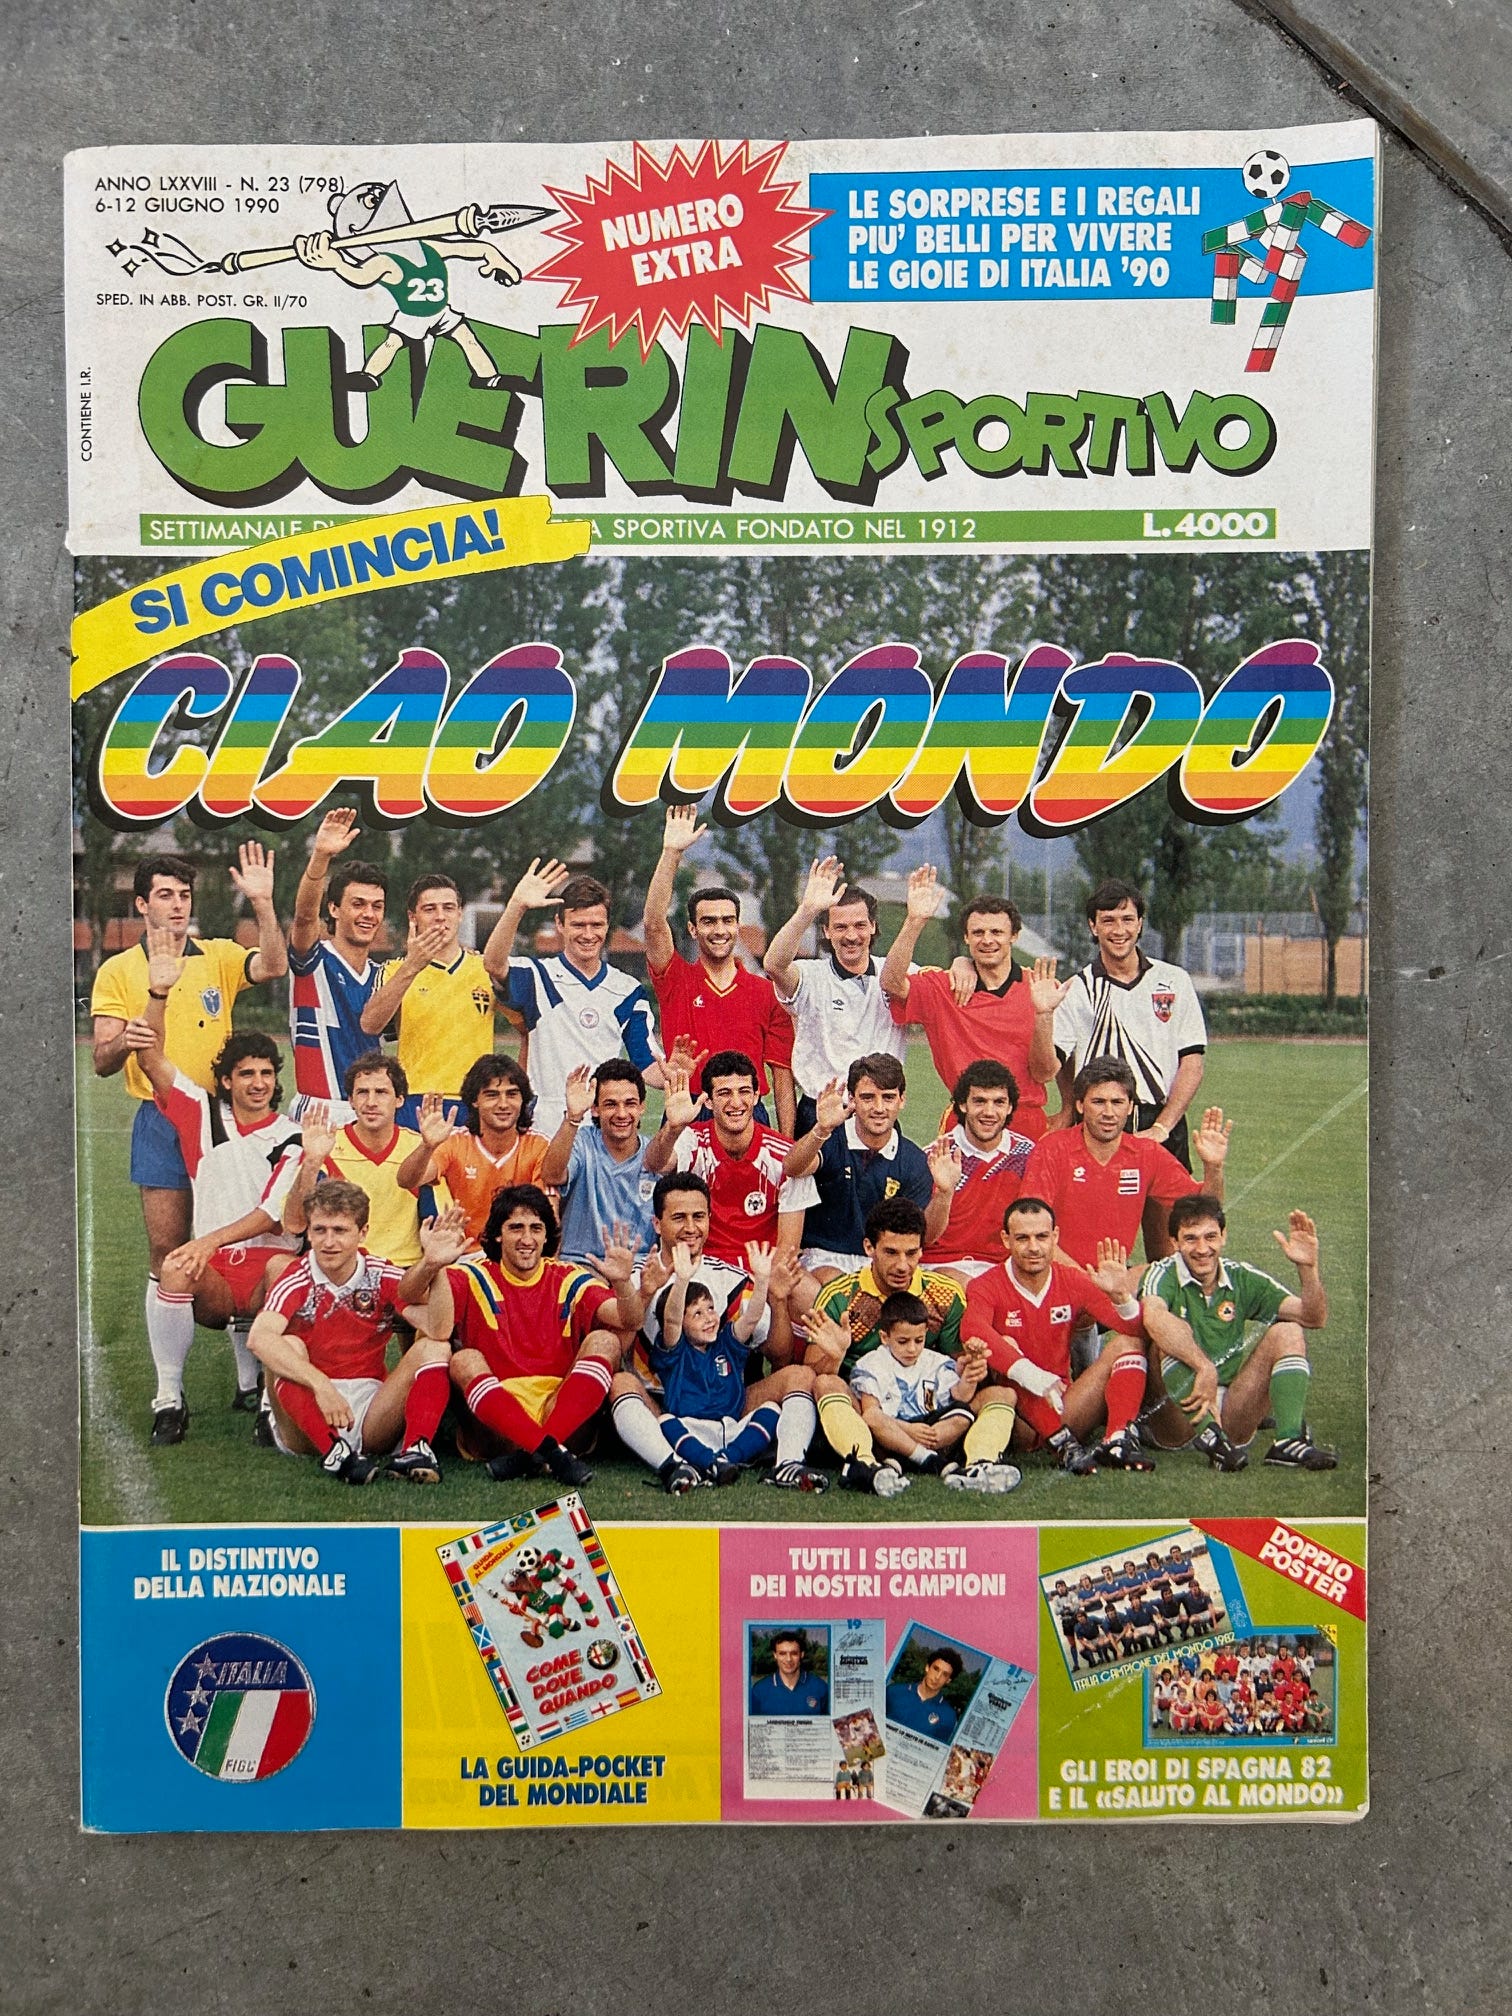 ANNO LXXVIII - N. 23 (798)
6-12 GIUGNO 1990
SPED. IN ABB. POST. GR. II/70
CONTIENE I.R.
23
NUMERO
EXTRA
LE SORPRESE E I REGALI
PIU' BELLI PER VIVERE
LE GIOIE DI ITALIA '90
GUERIN SPORTIVO
SETTIMANALE DI SPORTIVA FONDATO NEL 1912
L.4000
SI COMINCIA!
CIAO MONDO
IL DISTINTIVO
DELLA NAZIONALE
ITALIA
FIGC
GUIDA
AL MONDIALE
COME
DOVE
QUANDO
LA GUIDA-POCKET
DEL MONDIALE
TUTTI I SEGRETI
DEI NOSTRI CAMPIONI
19
DOPPIO
POSTER
ITALIA CAMPIONE DEL MONDO 1982
GLI EROI DI SPAGNA 82
E IL «SALUTO AL MONDO»